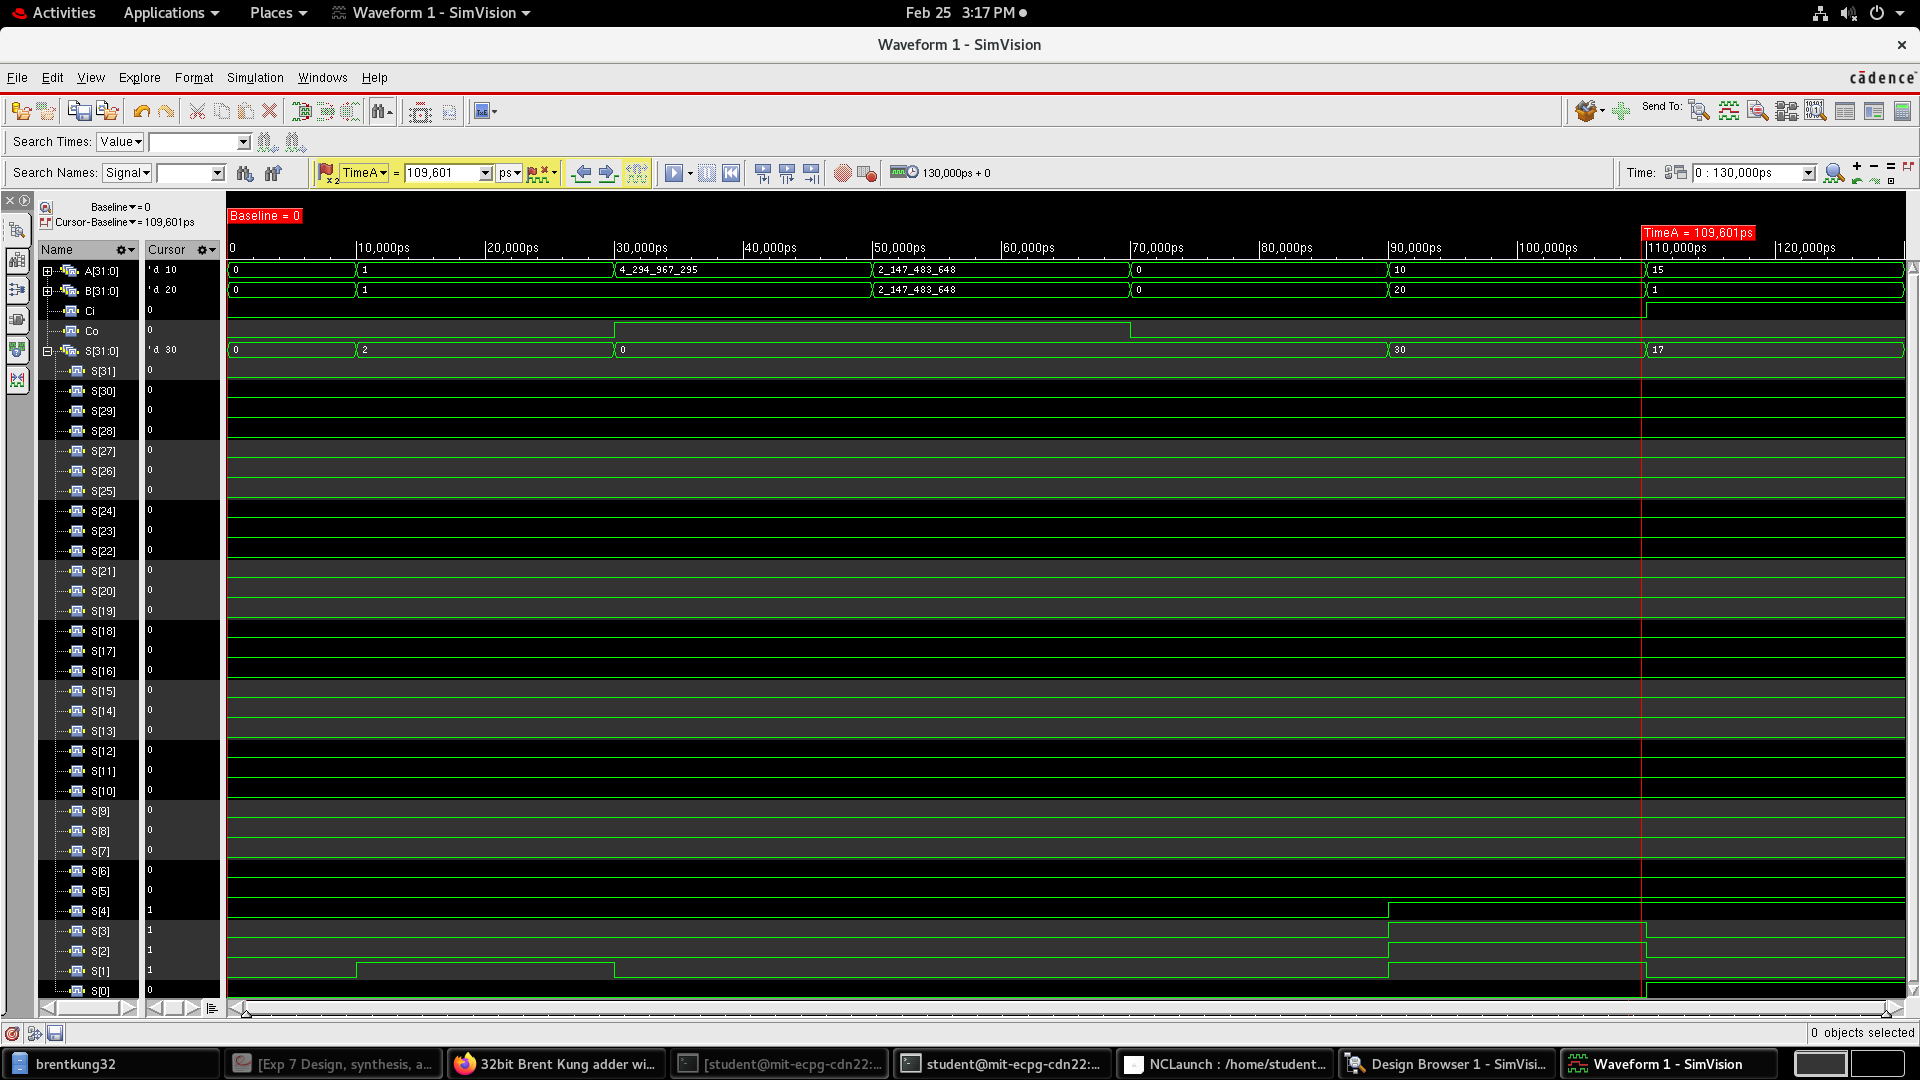 Activities Applications Places Waveform 1 - SimVision Feb 25 3:17 PM
Waveform 1 - SimVision
File Edit View Explore Format Simulation Windows Help cādence
Send To:
Search Times: Value
Search Names: Signal TimeA = 109,601 ps 130,000ps + 0 Time: 0 : 130,000ps
Baseline = 0
Cursor-Baseline = 109,601ps
Baseline = 0
TimeA = 109,601ps
Name Cursor 0 10,000ps 20,000ps 30,000ps 40,000ps 50,000ps 60,000ps 70,000ps 80,000ps 90,000ps 100,000ps 110,000ps 120,000ps
A[31:0] 'd 10 0 1 4_294_967_295 2_147_483_648 0 10 15
B[31:0] 'd 20 0 1 2_147_483_648 0 20 1
Ci 0
Co 0
S[31:0] 'd 30 0 2 0 30 17
S[31] 0
S[30] 0
S[29] 0
S[28] 0
S[27] 0
S[26] 0
S[25] 0
S[24] 0
S[23] 0
S[22] 0
S[21] 0
S[20] 0
S[19] 0
S[18] 0
S[17] 0
S[16] 0
S[15] 0
S[14] 0
S[13] 0
S[12] 0
S[11] 0
S[10] 0
S[9] 0
S[8] 0
S[7] 0
S[6] 0
S[5] 0
S[4] 1
S[3] 1
S[2] 1
S[1] 1
S[0] 0
0 objects selected
brentkung32 [Exp 7 Design, synthesis, a... 32bit Brent Kung adder wi... [student@mit-ecpg-cdn22:... student@mit-ecpg-cdn22:... NCLaunch : /home/student... Design Browser 1 - SimVisi... Waveform 1 - SimVision